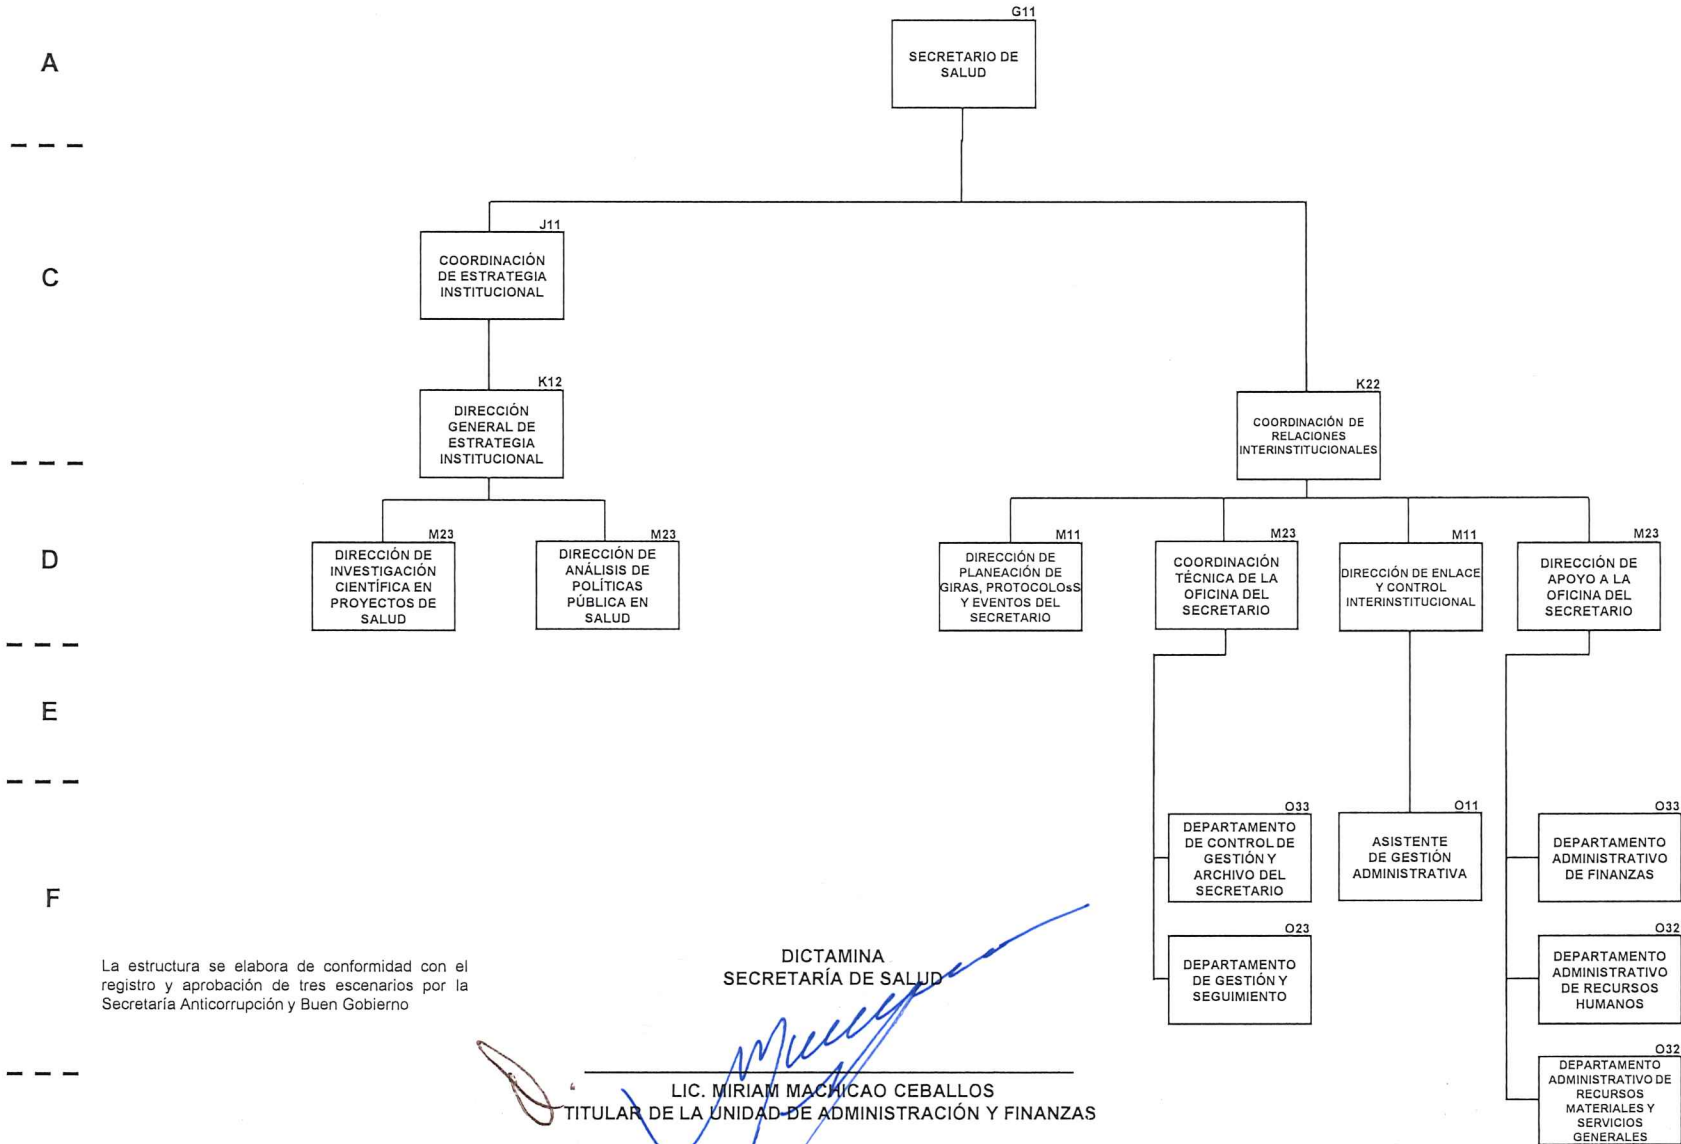 G11
A
SECRETARIO DE
SALUD
J11
C
COORDINACIÓN
DE ESTRATEGIA
INSTITUCIONAL
K12
DIRECCIÓN
GENERAL DE
ESTRATEGIA
INSTITUCIONAL
K22
COORDINACIÓN DE
RELACIONES
INTERINSTITUCIONALES
D
M23
DIRECCIÓN DE
INVESTIGACIÓN
CIENTÍFICA EN
PROYECTOS DE
SALUD
M23
DIRECCIÓN DE
ANÁLISIS DE
POLÍTICAS
PÚBLICA EN
SALUD
M11
DIRECCIÓN DE
PLANEACIÓN DE
GIRAS, PROTOCOLOsS
Y EVENTOS DEL
SECRETARIO
M23
COORDINACIÓN
TÉCNICA DE LA
OFICINA DEL
SECRETARIO
M11
DIRECCIÓN DE ENLACE
Y CONTROL
INTERINSTITUCIONAL
M23
DIRECCIÓN DE
APOYO A LA
OFICINA DEL
SECRETARIO
E
F
O33
DEPARTAMENTO
DE CONTROL DE
GESTIÓN Y
ARCHIVO DEL
SECRETARIO
O11
ASISTENTE
DE GESTIÓN
ADMINISTRATIVA
O33
DEPARTAMENTO
ADMINISTRATIVO
DE FINANZAS
O23
DEPARTAMENTO
DE GESTIÓN Y
SEGUIMIENTO
O32
DEPARTAMENTO
ADMINISTRATIVO
DE RECURSOS
HUMANOS
O32
DEPARTAMENTO
ADMINISTRATIVO DE
RECURSOS
MATERIALES Y
SERVICIOS
GENERALES
La estructura se elabora de conformidad con el
registro y aprobación de tres escenarios por la
Secretaría Anticorrupción y Buen Gobierno
DICTAMINA
SECRETARÍA DE SALUD
LIC. MIRIAM MACHICAO CEBALLOS
TITULAR DE LA UNIDAD DE ADMINISTRACIÓN Y FINANZAS